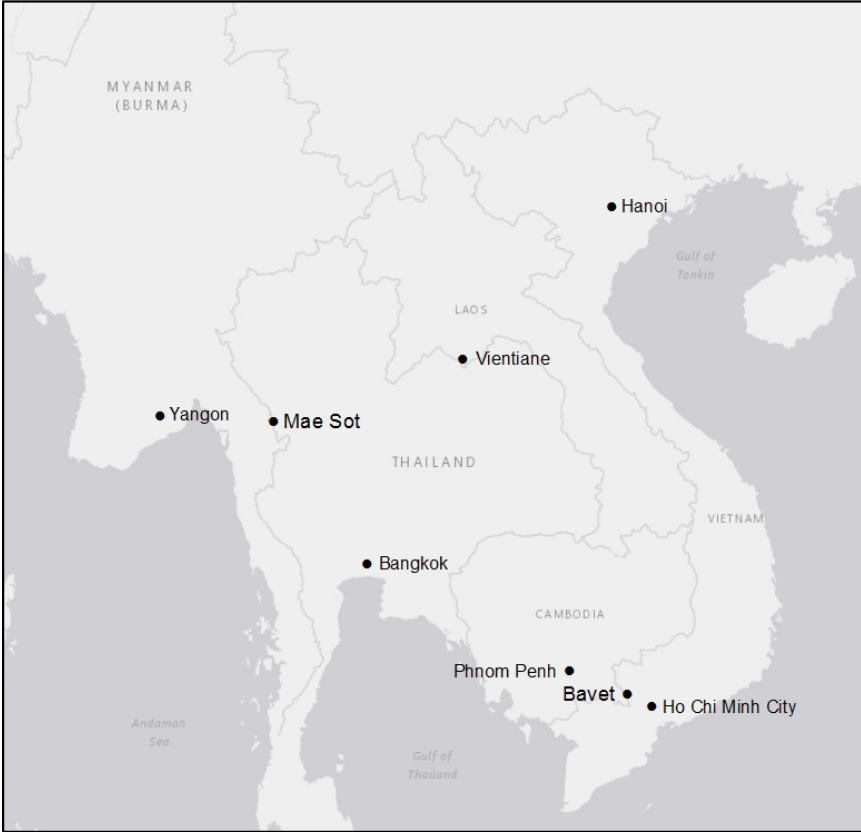 MYANMAR
(BURMA)
Hanoi
Gulf of
Tonkin
LAOS
Vientiane
Yangon
Mae Sot
THAILAND
VIETNAM
Bangkok
CAMBODIA
Phnom Penh
Bavet
Ho Chi Minh City
Andaman
Sea
Gulf of
Thailand